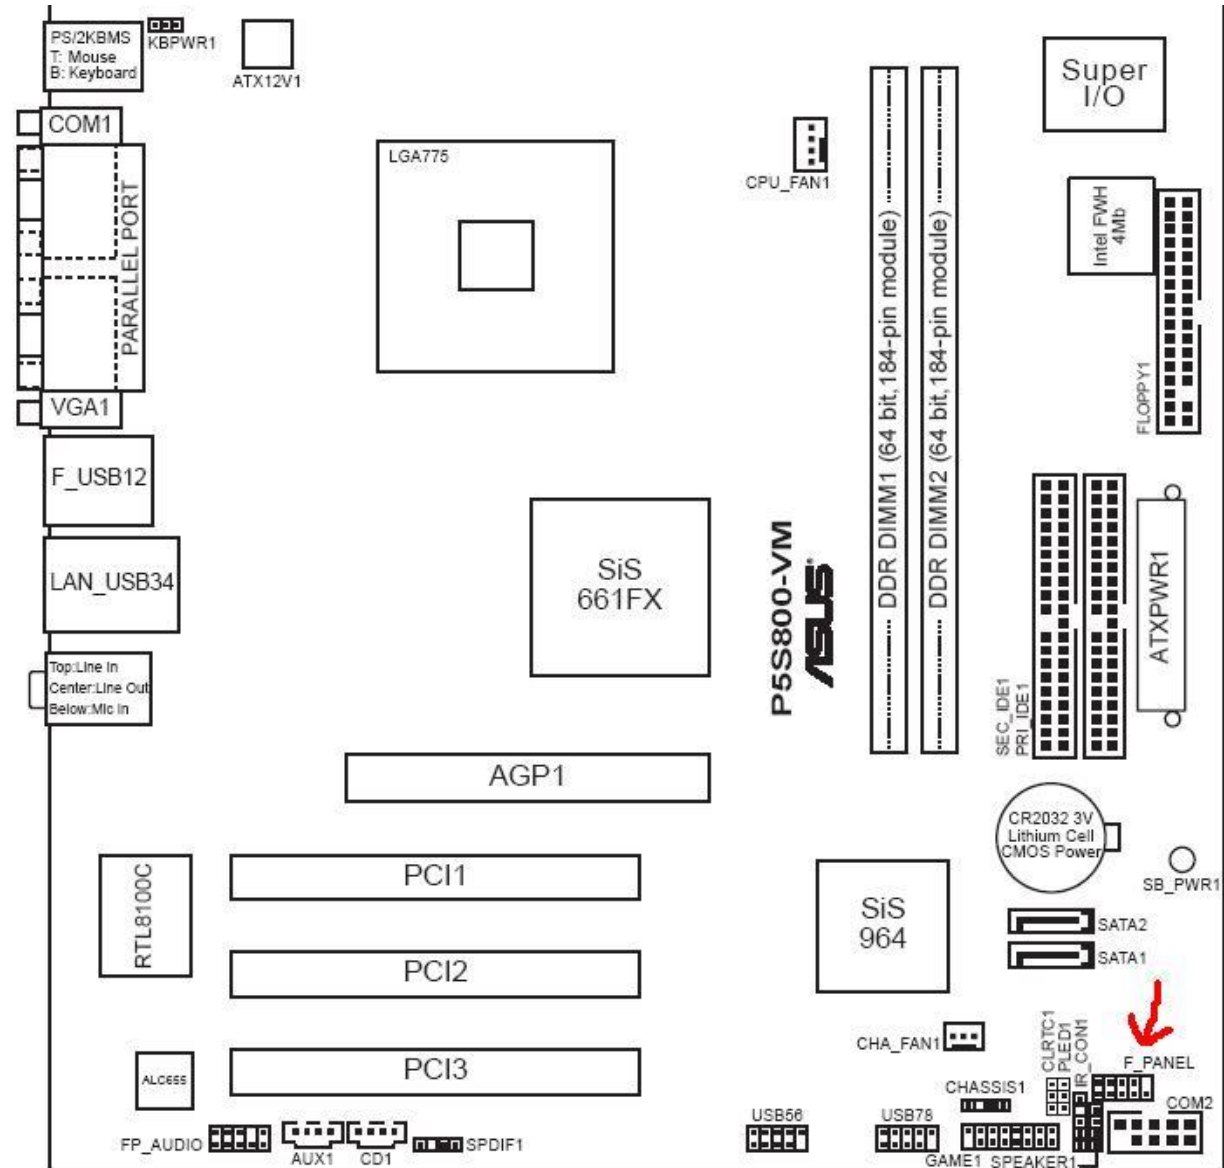 PS/2KBMS
T: Mouse
B: Keyboard
KBPWR1
ATX12V1
COM1
PARALLEL PORT
VGA1
F_USB12
LAN_USB34
Top:Line In
Center:Line Out
Below:Mic In
LGA775
CPU_FAN1
DDR DIMM1 (64 bit,184-pin module)
DDR DIMM2 (64 bit,184-pin module)
Super
I/O
Intel FWH
4Mb
FLOPPY1
SiS
661FX
P5S800-VM
ASUS
SEC_IDE1
PRI_IDE1
ATXPWR1
AGP1
CR2032 3V
Lithium Cell
CMOS Power
SB_PWR1
RTL8100C
PCI1
PCI2
PCI3
SiS
964
SATA2
SATA1
CHA_FAN1
CLRTC1
PLED1
IR_CON1
F_PANEL
CHASSIS1
COM2
ALC655
FP_AUDIO
AUX1
CD1
SPDIF1
USB56
USB78
GAME1
SPEAKER1